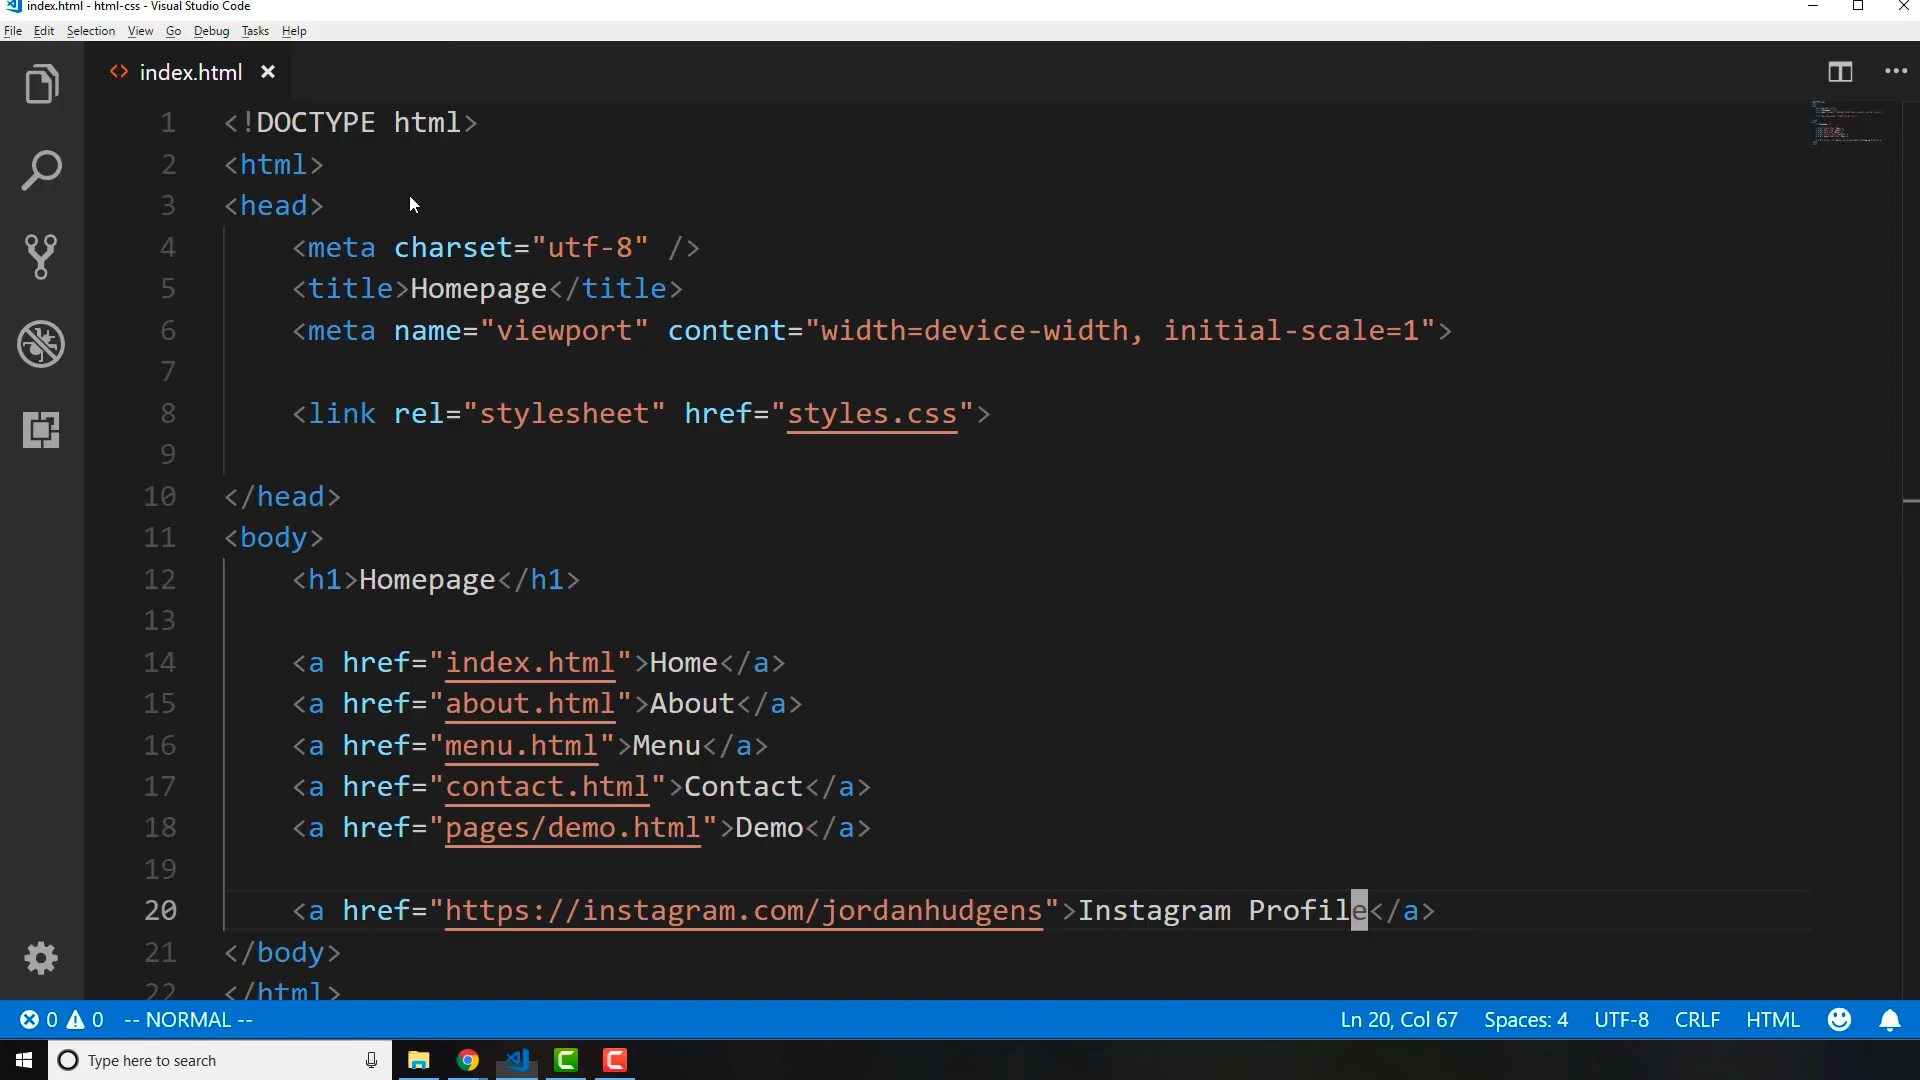 index.html - html-css - Visual Studio Code
File Edit Selection View Go Debug Tasks Help
index.html
1 <!DOCTYPE html>
2 <html>
3 <head>
4 <meta charset="utf-8" />
5 <title>Homepage</title>
6 <meta name="viewport" content="width=device-width, initial-scale=1">
7
8 <link rel="stylesheet" href="styles.css">
9
10 </head>
11 <body>
12 <h1>Homepage</h1>
13
14 <a href="index.html">Home</a>
15 <a href="about.html">About</a>
16 <a href="menu.html">Menu</a>
17 <a href="contact.html">Contact</a>
18 <a href="pages/demo.html">Demo</a>
19
20 <a href="https://instagram.com/jordanhudgens">Instagram Profile</a>
21 </body>
22 </html>
0 0 -- NORMAL -- Ln 20, Col 67 Spaces: 4 UTF-8 CRLF HTML
Type here to search